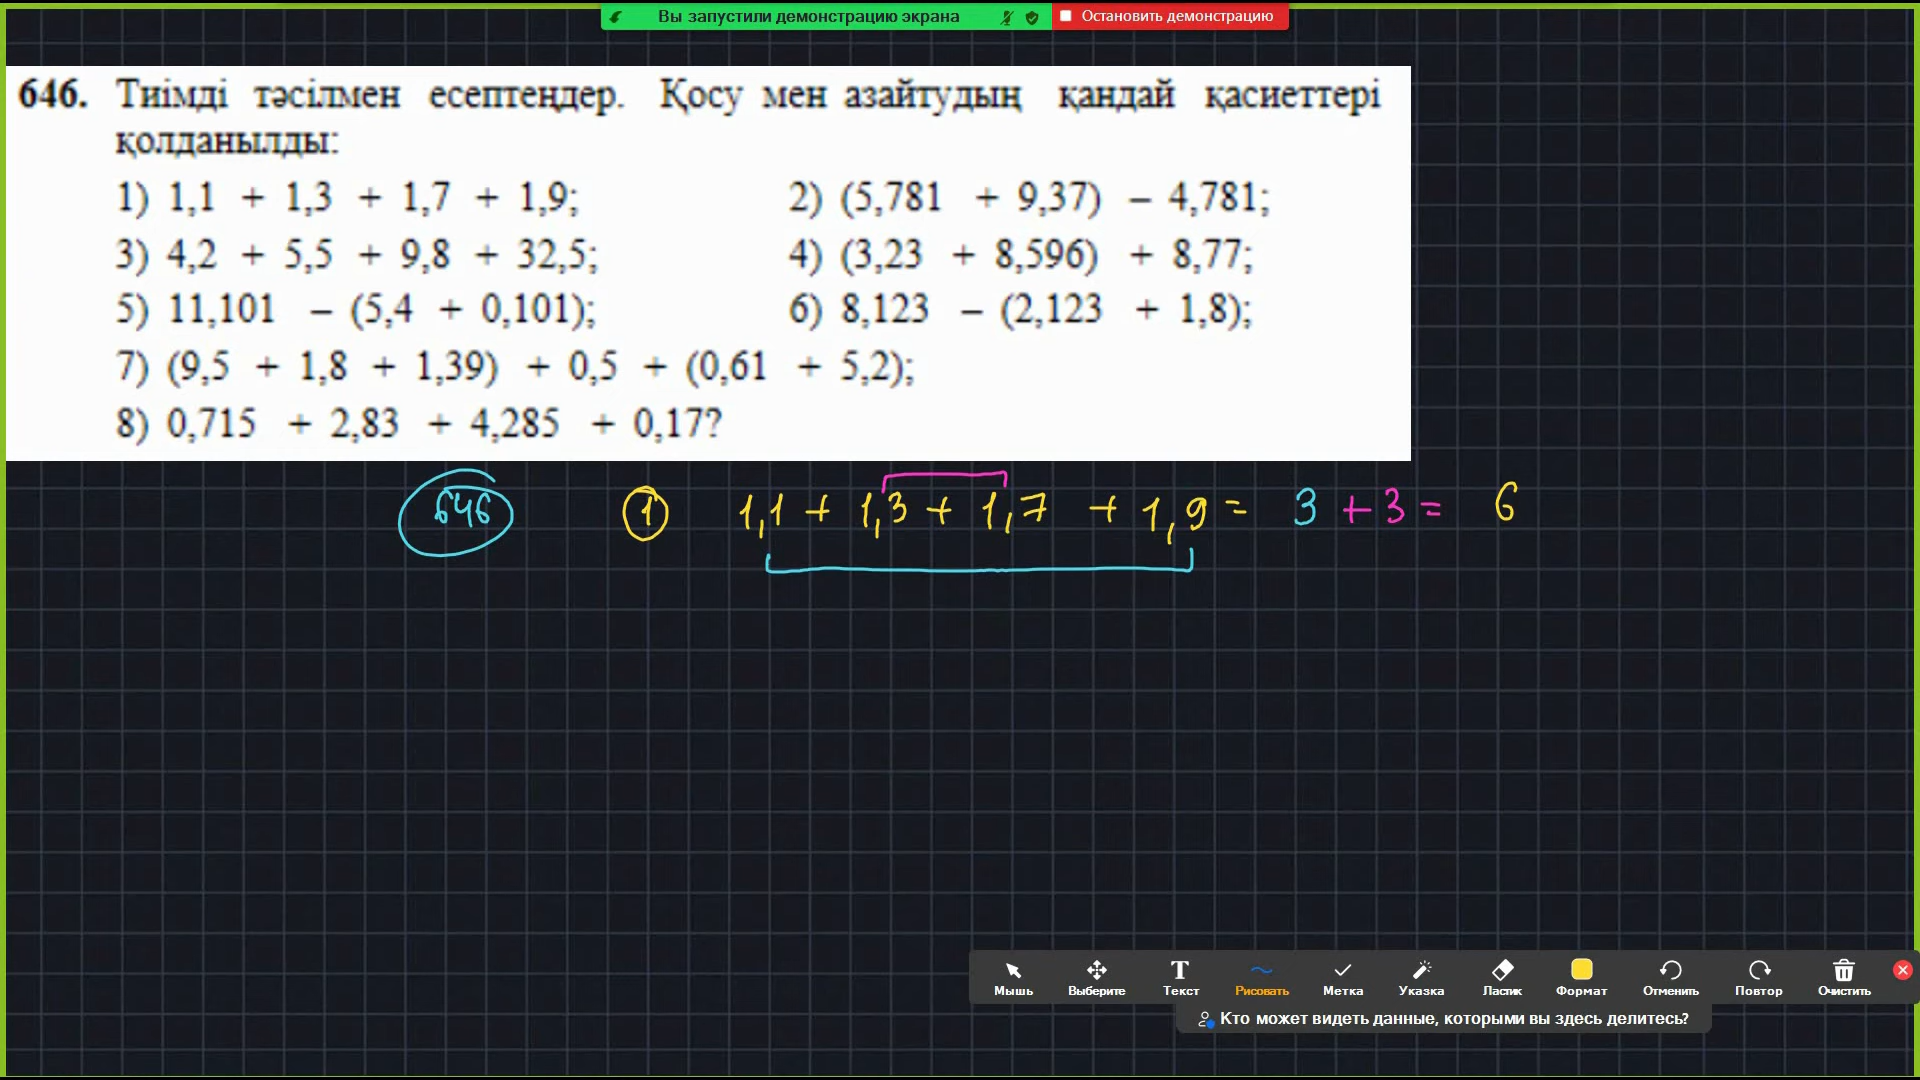 Вы запустили демонстрацию экрана Остановить демонстрацию
646. Тиімді тәсілмен есептеңдер. Қосу мен азайтудың қандай қасиеттері
қолданылды:
1) 1,1 + 1,3 + 1,7 + 1,9; 2) (5,781 + 9,37) – 4,781;
3) 4,2 + 5,5 + 9,8 + 32,5; 4) (3,23 + 8,596) + 8,77;
5) 11,101 – (5,4 + 0,101); 6) 8,123 – (2,123 + 1,8);
7) (9,5 + 1,8 + 1,39) + 0,5 + (0,61 + 5,2);
8) 0,715 + 2,83 + 4,285 + 0,17?
646 1 1,1 + 1,3 + 1,7 + 1,9 = 3 + 3 = 6
Мышь Выберите Текст Рисовать Метка Указка Ластик Формат Отменить Повтор Очистить
Кто может видеть данные, которыми вы здесь делитесь?